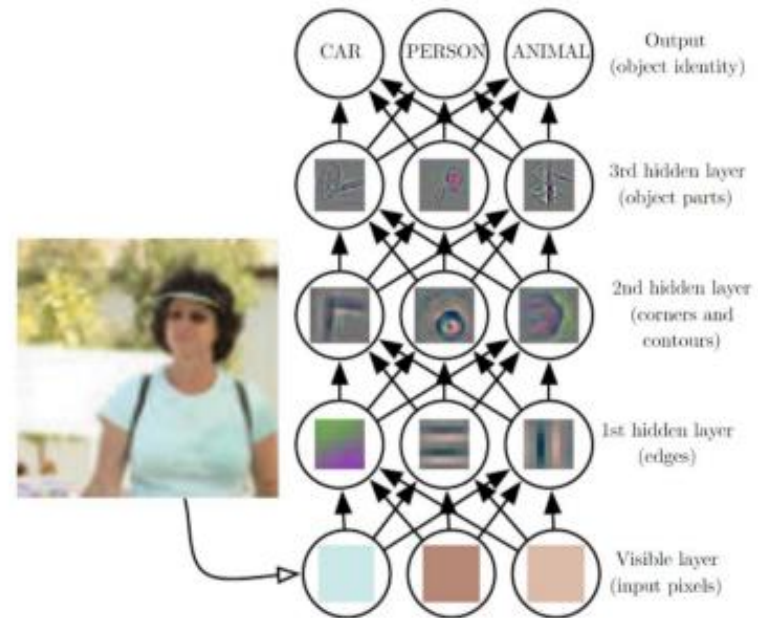 CAR
PERSON
ANIMAL
Output
(object identity)
3rd hidden layer
(object parts)
2nd hidden layer
(corners and
contours)
1st hidden layer
(edges)
Visible layer
(input pixels)